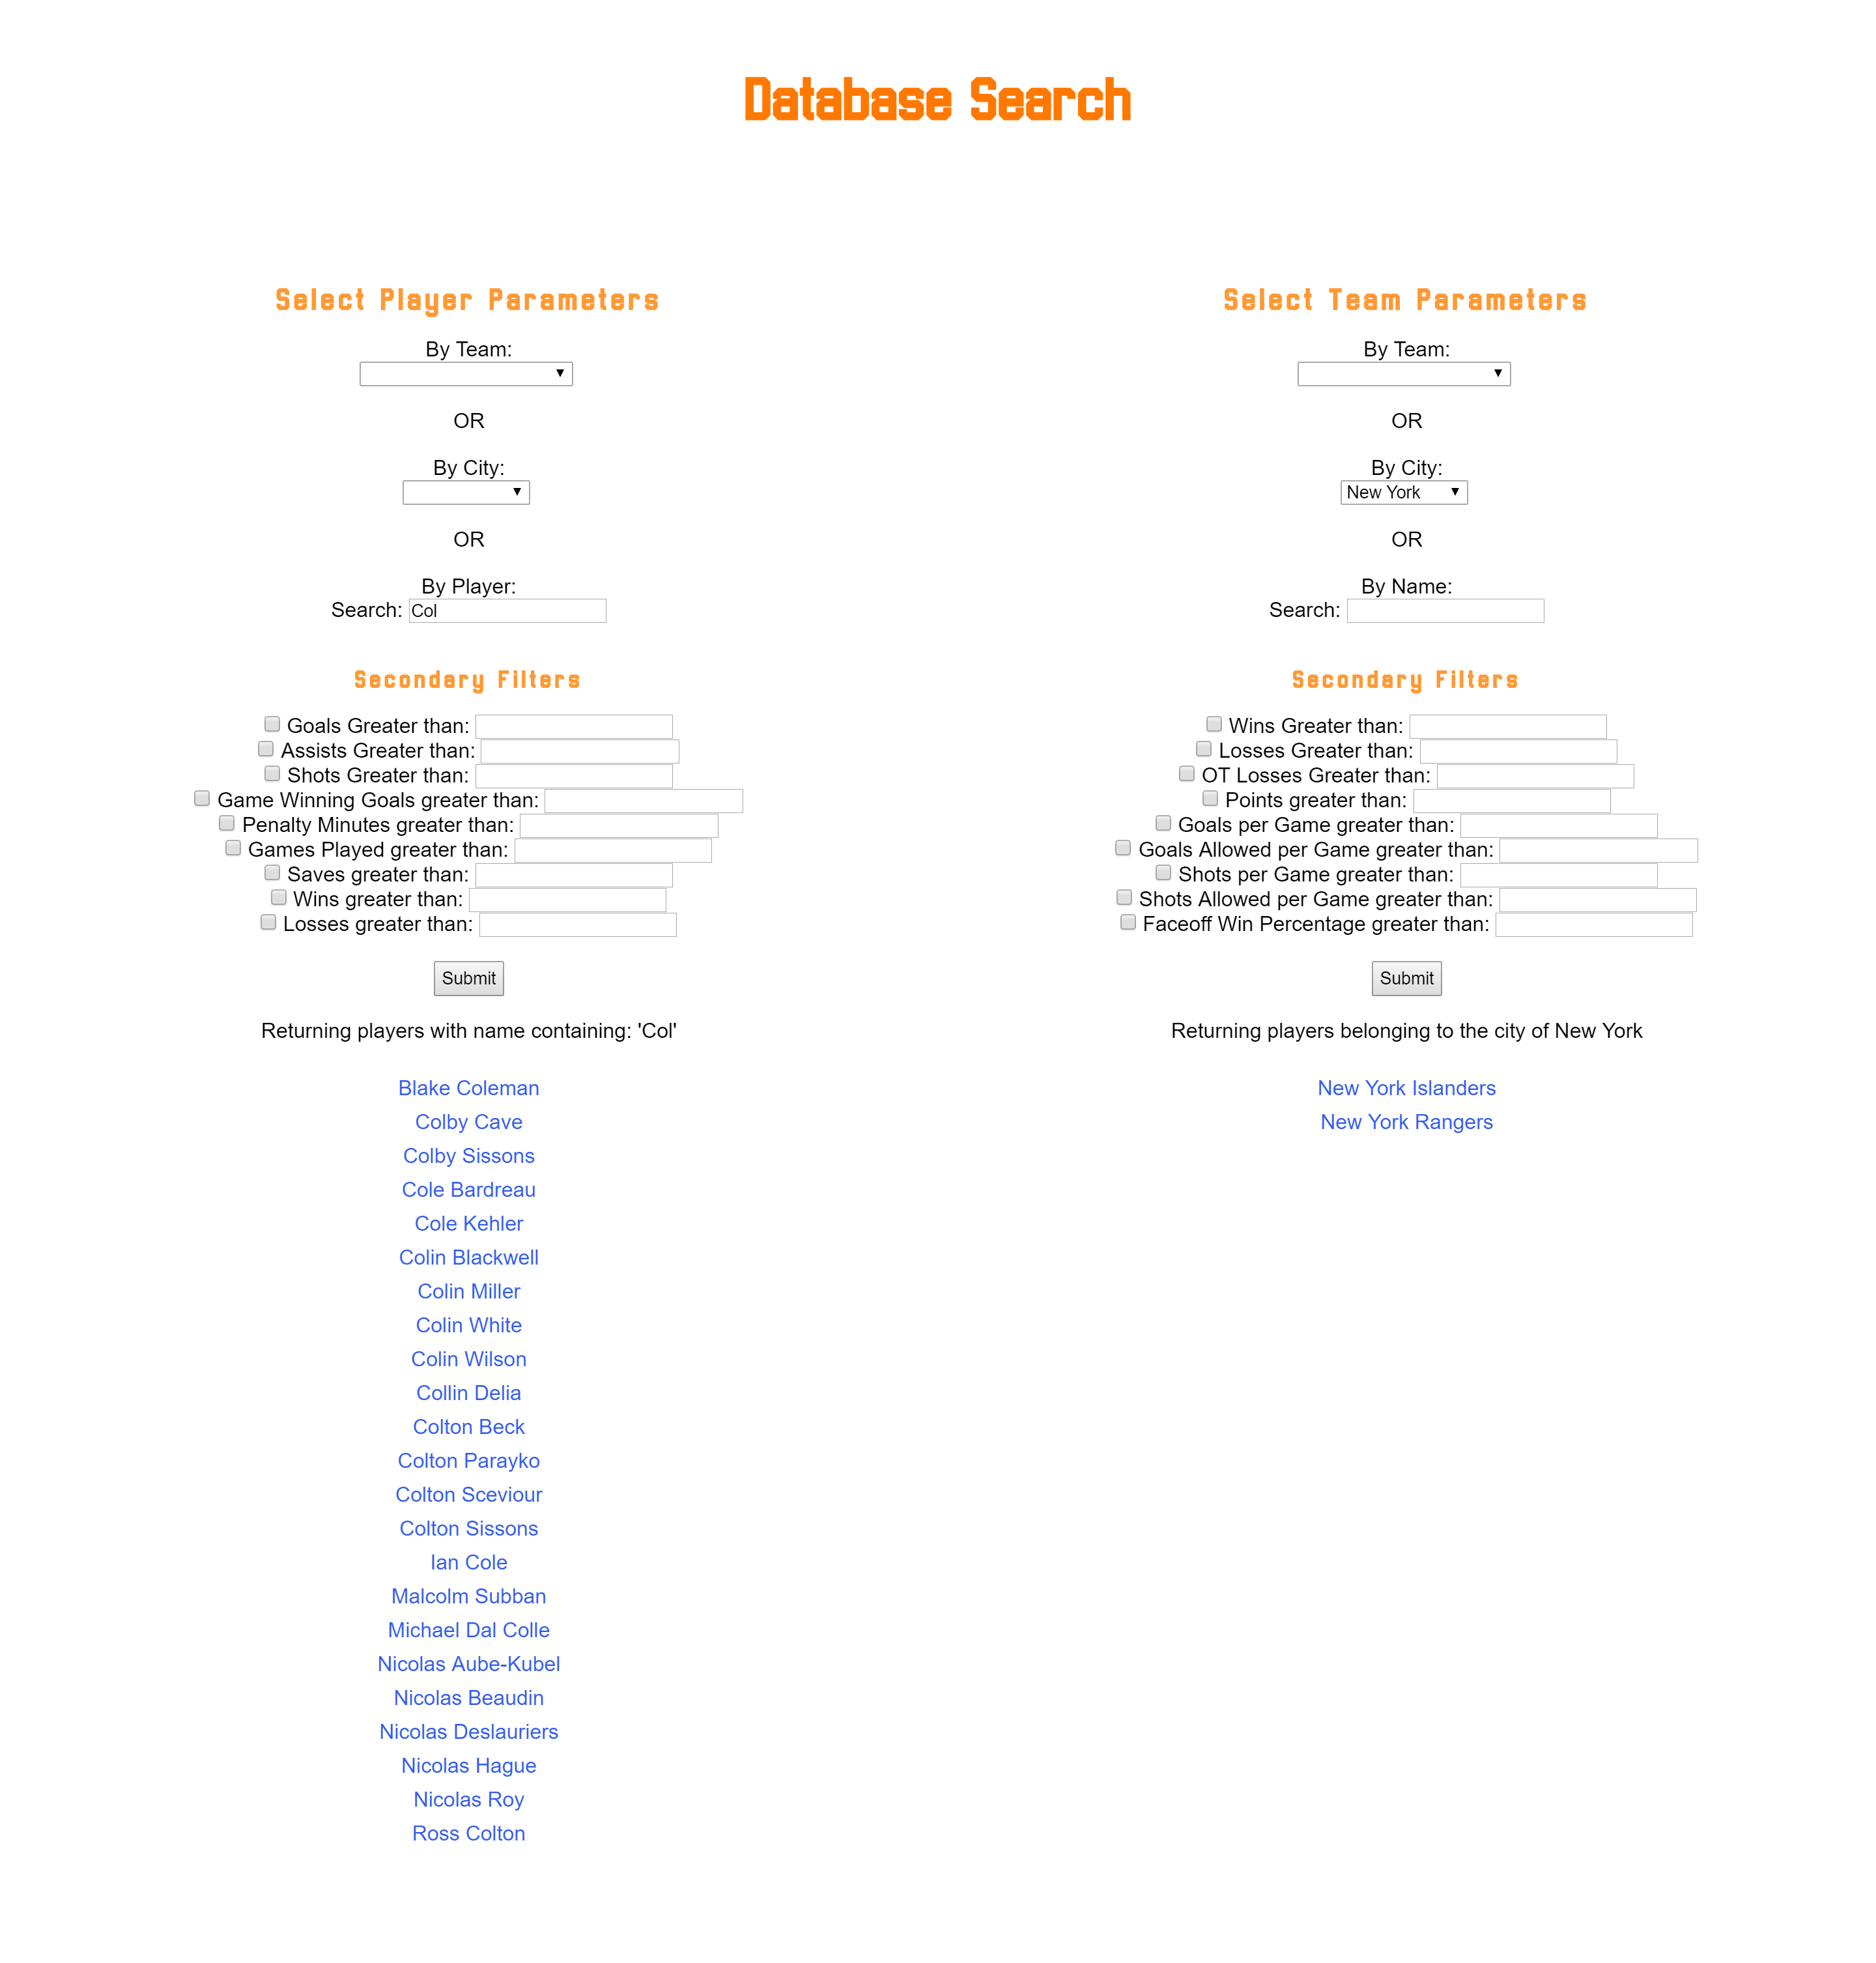 Database Search
Select Player Parameters
By Team:
OR
By City:
OR
By Player:
Search: Col
Secondary Filters
Goals Greater than:
Assists Greater than:
Shots Greater than:
Game Winning Goals greater than:
Penalty Minutes greater than:
Games Played greater than:
Saves greater than:
Wins greater than:
Losses greater than:
Submit
Returning players with name containing: 'Col'
Blake Coleman
Colby Cave
Colby Sissons
Cole Bardreau
Cole Kehler
Colin Blackwell
Colin Miller
Colin White
Colin Wilson
Collin Delia
Colton Beck
Colton Parayko
Colton Sceviour
Colton Sissons
Ian Cole
Malcolm Subban
Michael Dal Colle
Nicolas Aube-Kubel
Nicolas Beaudin
Nicolas Deslauriers
Nicolas Hague
Nicolas Roy
Ross Colton
Select Team Parameters
By Team:
OR
By City:
New York
OR
By Name:
Search:
Secondary Filters
Wins Greater than:
Losses Greater than:
OT Losses Greater than:
Points greater than:
Goals per Game greater than:
Goals Allowed per Game greater than:
Shots per Game greater than:
Shots Allowed per Game greater than:
Faceoff Win Percentage greater than:
Submit
Returning players belonging to the city of New York
New York Islanders
New York Rangers